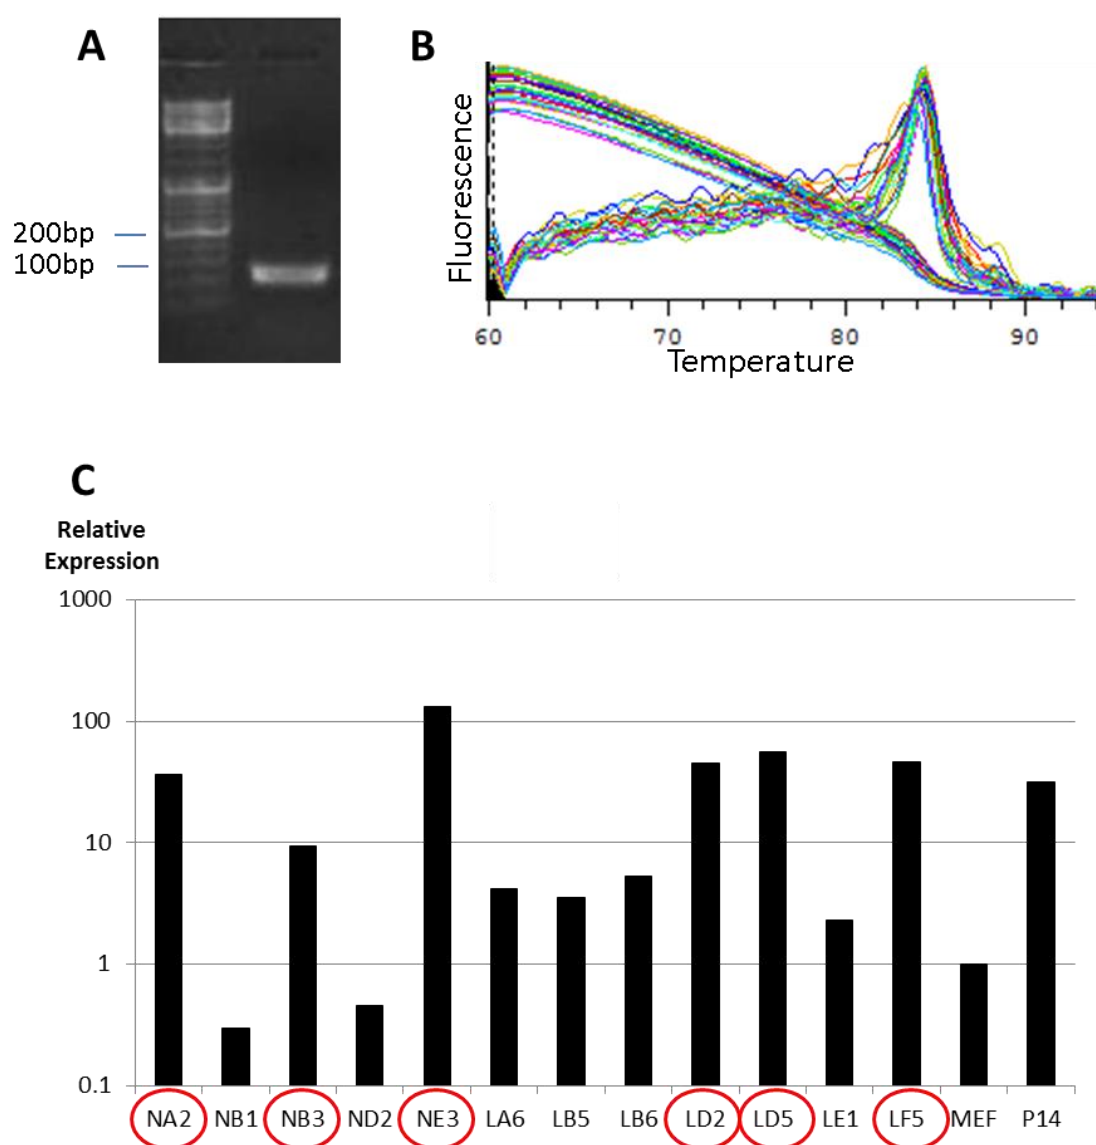 A
200bp
100bp
B
Fluorescence
60 70 80 90
Temperature
C
Relative
Expression
1000
100
10
1
0.1
NA2 NB1 NB3 ND2 NE3 LA6 LB5 LB6 LD2 LD5 LE1 LF5 MEF P14